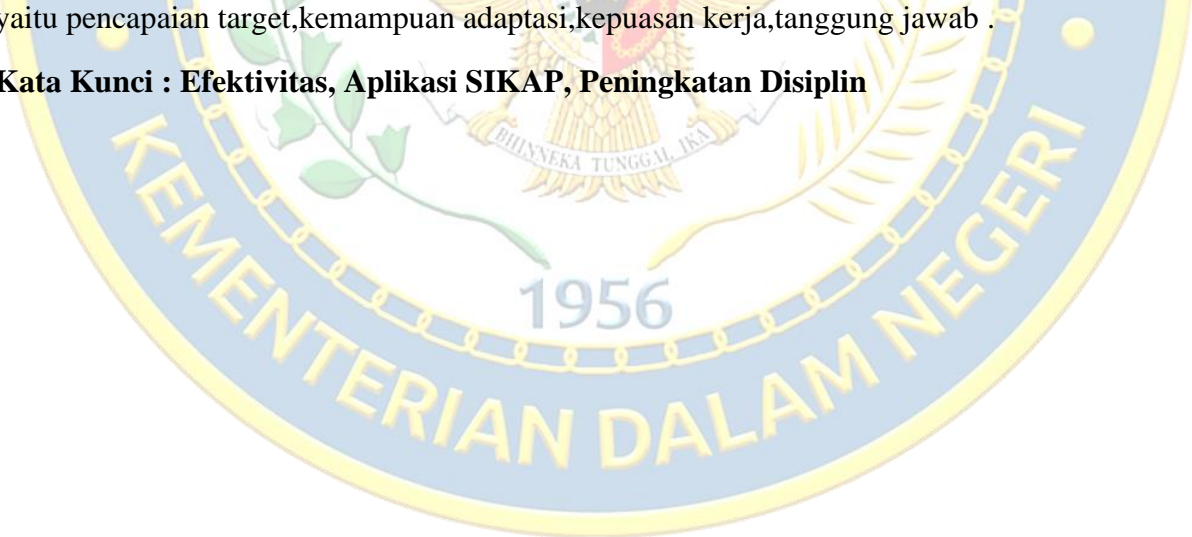 yaitu pencapaian target,kemampuan adaptasi,kepuasan kerja,tanggung jawab .
Kata Kunci : Efektivitas, Aplikasi SIKAP, Peningkatan Disiplin
BHINNEKA TUNGGAL IKA
1956
KEMENTERIAN DALAM NEGERI